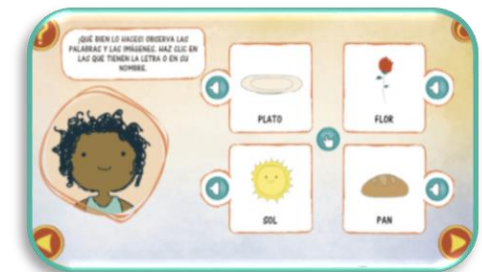 ¡QUÉ BIEN LO HACES! OBSERVA LAS
PALABRAS Y LAS IMÁGENES. HAZ CLIC EN
LAS QUE TIENEN LA LETRA O EN SU
NOMBRE.
PLATO
FLOR
SOL
PAN